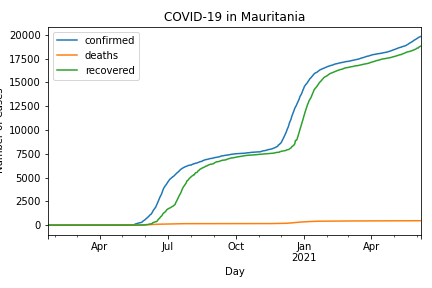 COVID-19 in Mauritania
confirmed
deaths
recovered
20000
17500
15000
12500
10000
7500
5000
2500
0
Apr
Jul
Oct
Jan
2021
Apr
Day